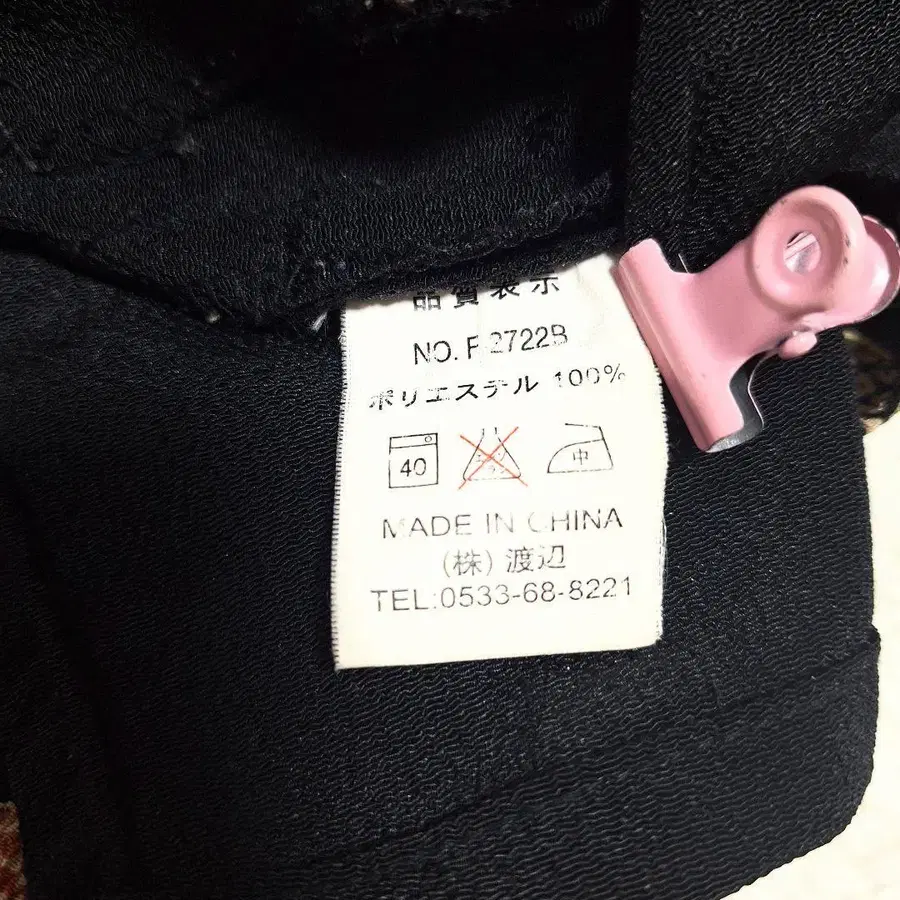 品質表示
NO.F-2722B
ポリエステル 100%
40 中
MADE IN CHINA
(株)渡辺
TEL:0533-68-8221